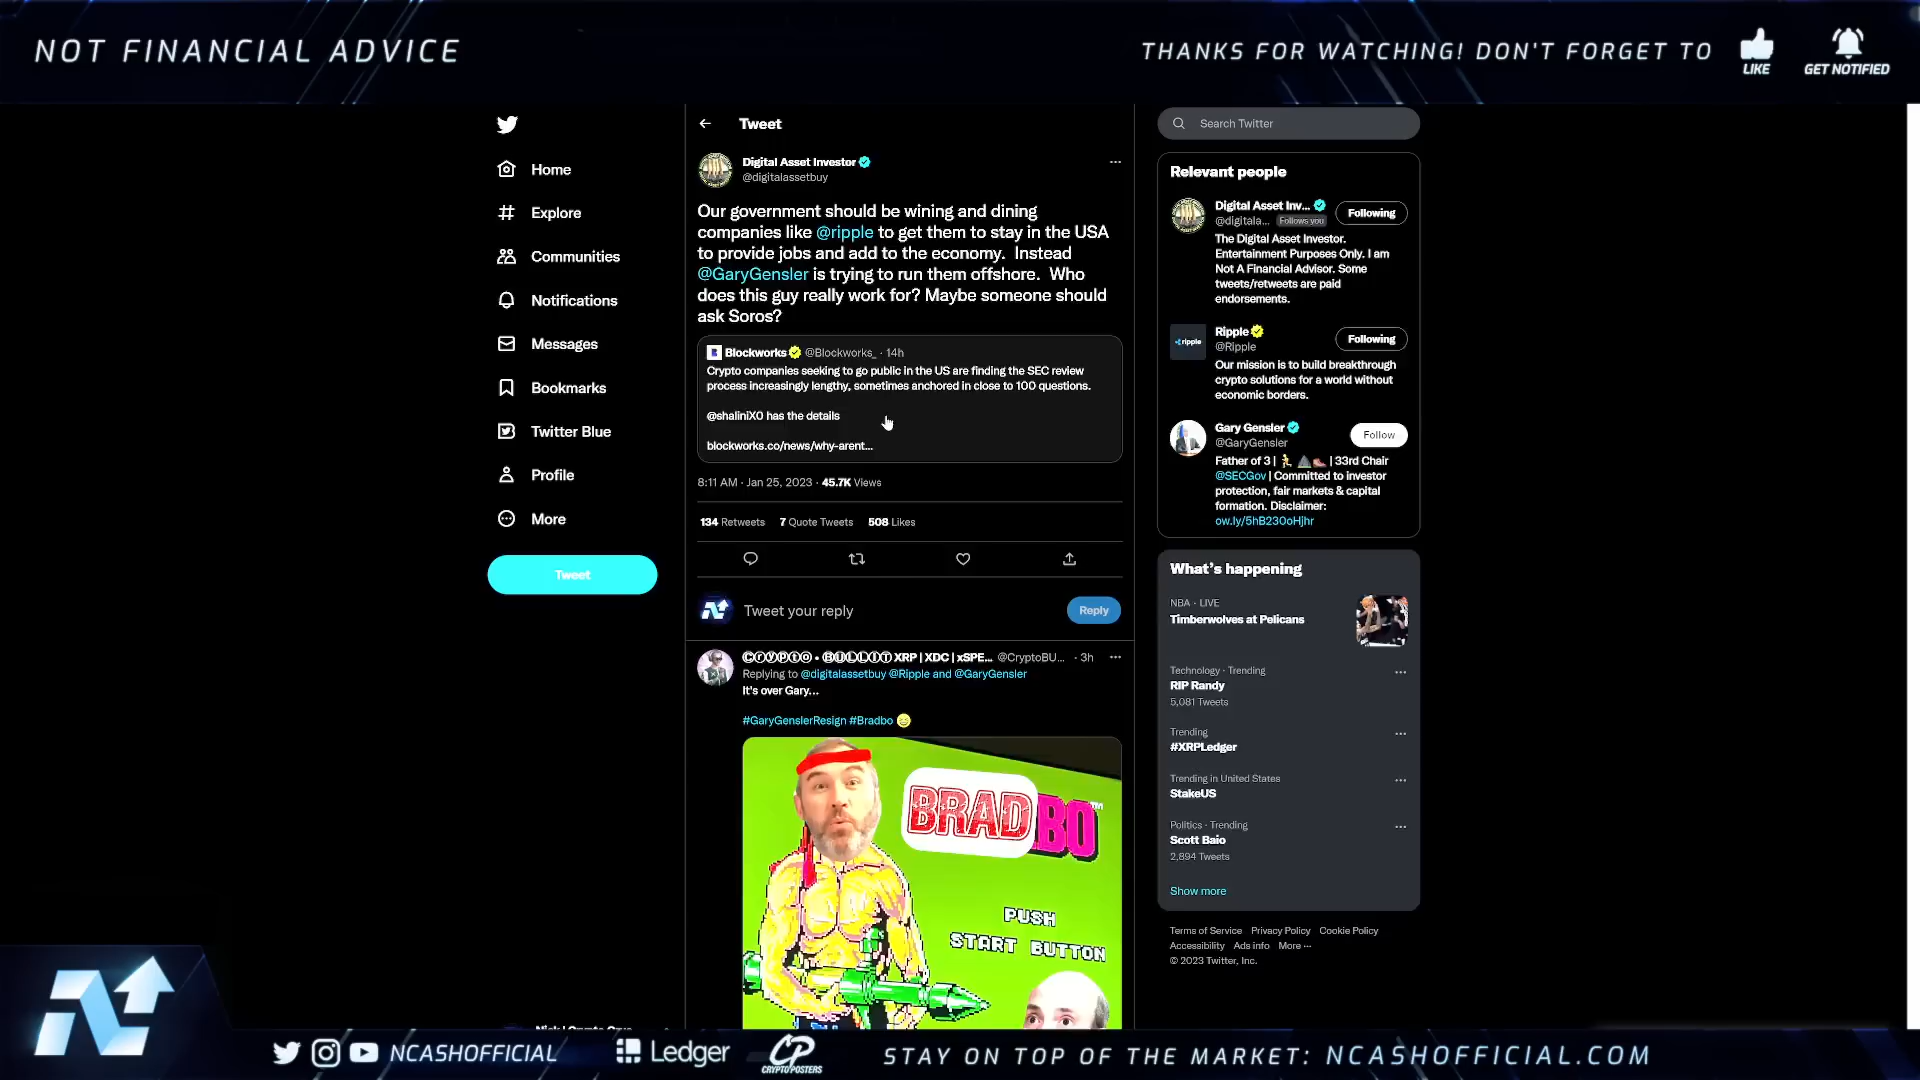 NOT FINANCIAL ADVICE
THANKS FOR WATCHING! DON'T FORGET TO
LIKE
GET NOTIFIED
Home
Explore
Communities
Notifications
Messages
Bookmarks
Twitter Blue
Profile
More
Tweet
Tweet
Digital Asset Investor
@digitalassetbuy
Our government should be wining and dining
companies like @ripple to get them to stay in the USA
to provide jobs and add to the economy. Instead
@GaryGensler is trying to run them offshore. Who
does this guy really work for? Maybe someone should
ask Soros?
Blockworks @Blockworks_ · 14h
Crypto companies seeking to go public in the US are finding the SEC review
process increasingly lengthy, sometimes anchored in close to 100 questions.
@shaliniX0 has the details
blockworks.co/news/why-arent...
8:11 AM · Jan 25, 2023 · 45.7K Views
134 Retweets 7 Quote Tweets 508 Likes
Tweet your reply
Reply
Ⓒⓡⓨⓟⓣⓞ • ⒷⓊⓁⓁⒾⓉ XRP | XDC | xSPE... @CryptoBU... · 3h
Replying to @digitalassetbuy @Ripple and @GaryGensler
It's over Gary...
#GaryGenslerResign #Bradbo 😄
BRADBO™
PUSH
START BUTTON
Search Twitter
Relevant people
Digital Asset Inv...
@digitala... Follows you
Following
The Digital Asset Investor.
Entertainment Purposes Only. I am
Not A Financial Advisor. Some
tweets/retweets are paid
endorsements.
ripple
Ripple
@Ripple
Following
Our mission is to build breakthrough
crypto solutions for a world without
economic borders.
Gary Gensler
@GaryGensler
Follow
Father of 3 | 🏃 ⛰️👟 | 33rd Chair
@SECGov | Committed to investor
protection, fair markets & capital
formation. Disclaimer:
ow.ly/5hB230oHjhr
What's happening
NBA · LIVE
Timberwolves at Pelicans
Technology · Trending
RIP Randy
5,081 Tweets
Trending
#XRPLedger
Trending in United States
StakeUS
Politics · Trending
Scott Baio
2,894 Tweets
Show more
Terms of Service Privacy Policy Cookie Policy
Accessibility Ads info More ···
© 2023 Twitter, Inc.
NCASHOFFICIAL
Ledger
CP
CRYPTOPOSTERS
STAY ON TOP OF THE MARKET: NCASHOFFICIAL.COM